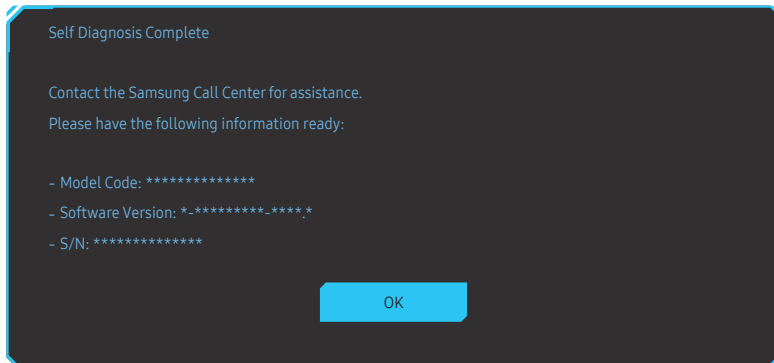 Self Diagnosis Complete
Contact the Samsung Call Center for assistance.
Please have the following information ready:
- Model Code: **************
- Software Version: *-*********-****.*
- S/N: **************
OK